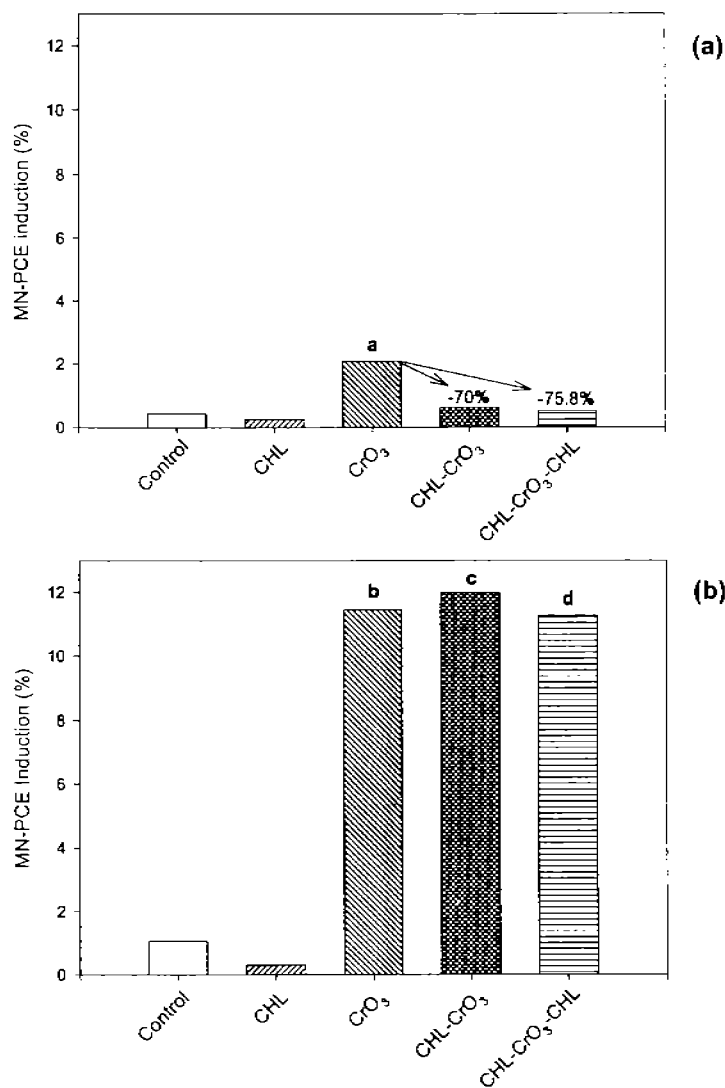 (a)
MN-PCE induction (%)
12
10
8
6
4
2
0
a
-70%
-75.8%
Control
CHL
CrO₃
CHL-CrO₃
CHL-CrO₃-CHL
(b)
MN-PCE Induction (%)
12
10
8
6
4
2
0
b
c
d
Control
CHL
CrO₃
CHL-CrO₃
CHL-CrO₃-CHL